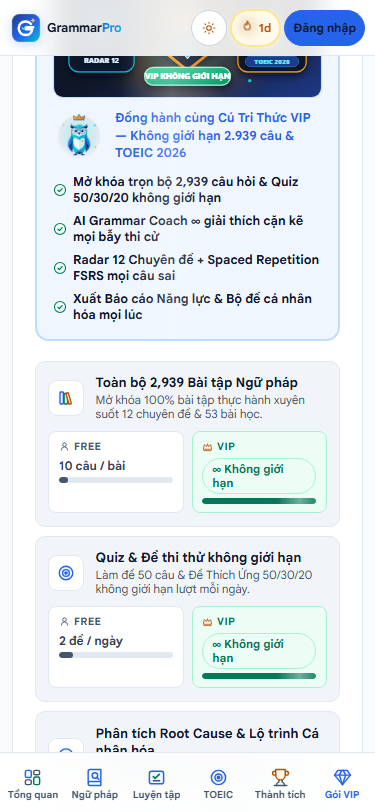 GrammarPro
1d
Đăng nhập
RADAR 12
VIP KHÔNG GIỚI HẠN
TOEIC 2026
Đồng hành cùng Cú Tri Thức VIP
— Không giới hạn 2.939 câu &
TOEIC 2026
Mở khóa trọn bộ 2,939 câu hỏi & Quiz
50/30/20 không giới hạn
AI Grammar Coach ∞ giải thích cặn kẽ
mọi bẫy thi cử
Radar 12 Chuyên đề + Spaced Repetition
FSRS mọi câu sai
Xuất Báo cáo Năng lực & Bộ đề cá nhân
hóa mọi lúc
Toàn bộ 2,939 Bài tập Ngữ pháp
Mở khóa 100% bài tập thực hành xuyên
suốt 12 chuyên đề & 53 bài học.
FREE
10 câu / bài
VIP
∞ Không giới
hạn
Quiz & Đề thi thử không giới hạn
Làm đề 50 câu & Đề Thích Ứng 50/30/20
không giới hạn lượt mỗi ngày.
FREE
2 đề / ngày
VIP
∞ Không giới
hạn
Phân tích Root Cause & Lộ trình Cá
nhân hóa
Tổng quan
Ngữ pháp
Luyện tập
TOEIC
Thành tích
Gói VIP